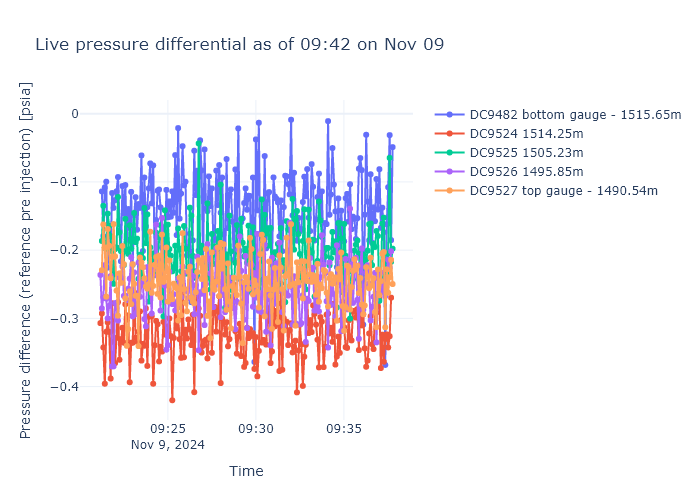 Live pressure differential as of 09:42 on Nov 09
Pressure difference (reference pre injection) [psia]
0
−0.1
−0.2
−0.3
−0.4
09:25
09:30
09:35
Nov 9, 2024
Time
DC9482 bottom gauge - 1515.65m
DC9524 1514.25m
DC9525 1505.23m
DC9526 1495.85m
DC9527 top gauge - 1490.54m